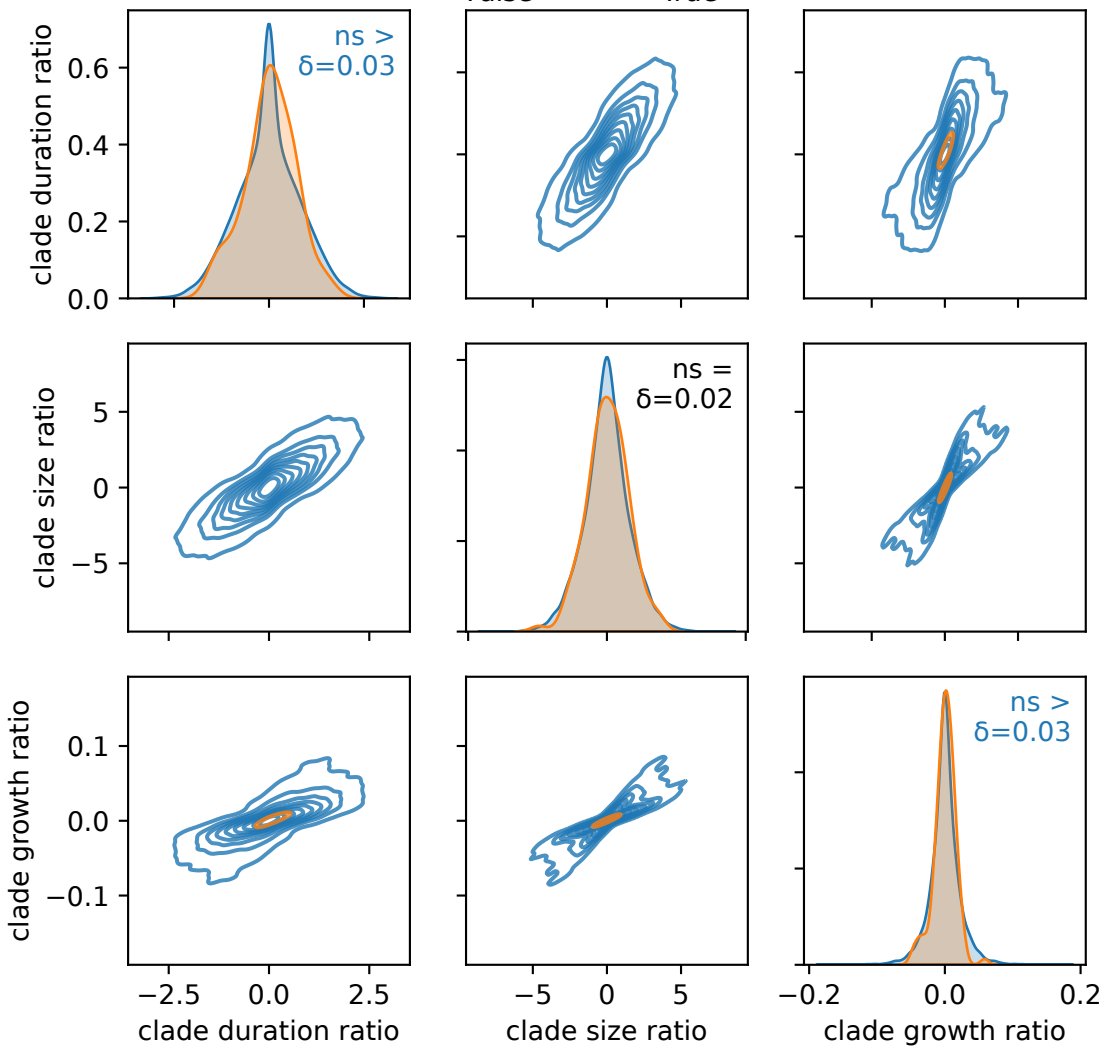 ns >
δ=0.03
clade duration ratio
0.6
0.4
0.2
0.0
ns =
δ=0.02
clade size ratio
5
0
−5
ns >
δ=0.03
clade growth ratio
0.1
0.0
−0.1
−2.5 0.0 2.5
−5 0 5
−0.2 0.0 0.2
clade duration ratio
clade size ratio
clade growth ratio